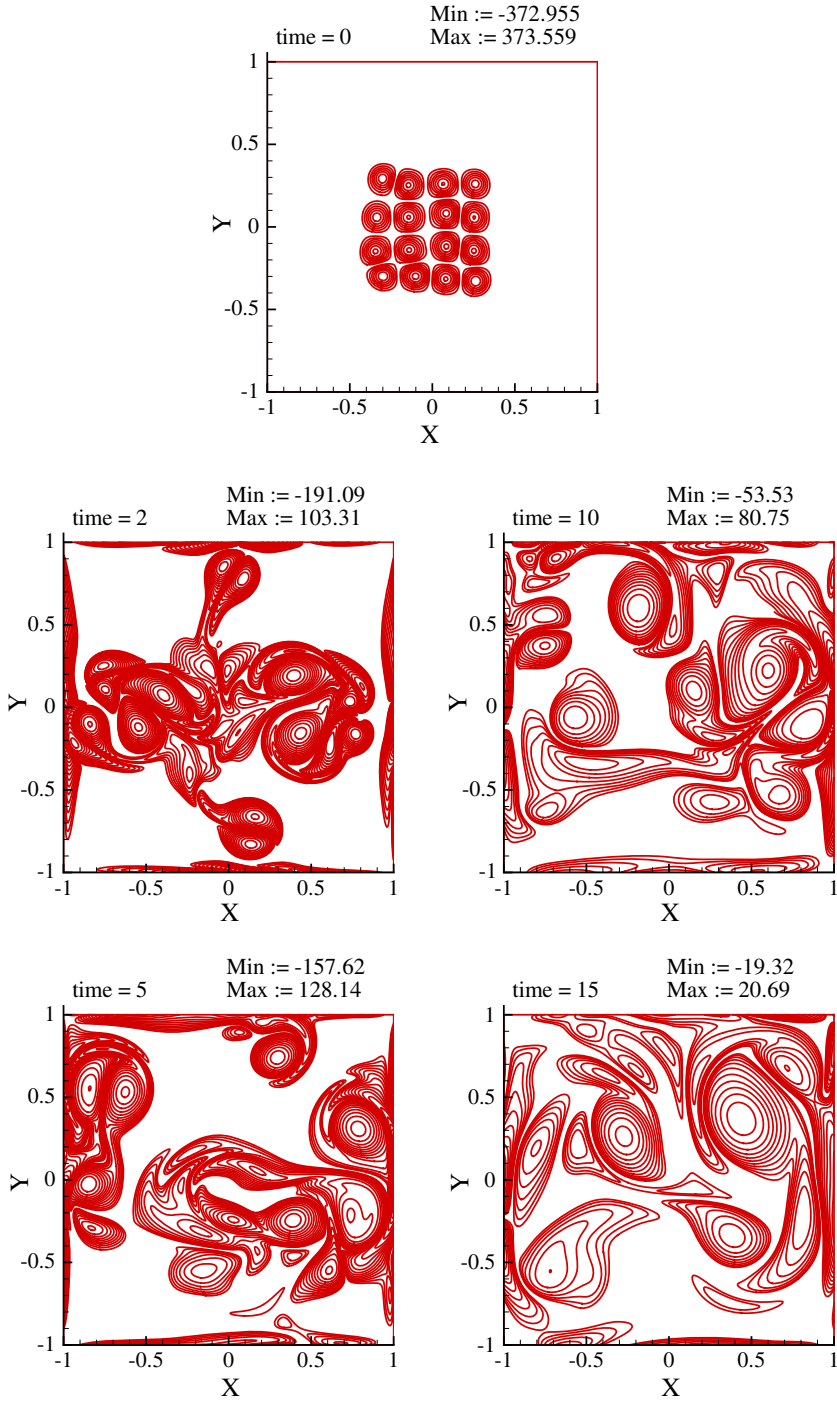 Min := -372.955
time = 0 Max := 373.559
1
0.5
0
-0.5
-1
Y
-1 -0.5 0 0.5 1
X
Min := -191.09
time = 2 Max := 103.31
1
0.5
0
-0.5
-1
Y
-1 -0.5 0 0.5 1
X
Min := -53.53
time = 10 Max := 80.75
1
0.5
0
-0.5
-1
Y
-1 -0.5 0 0.5 1
X
Min := -157.62
time = 5 Max := 128.14
1
0.5
0
-0.5
-1
Y
-1 -0.5 0 0.5 1
X
Min := -19.32
time = 15 Max := 20.69
1
0.5
0
-0.5
-1
Y
-1 -0.5 0 0.5 1
X